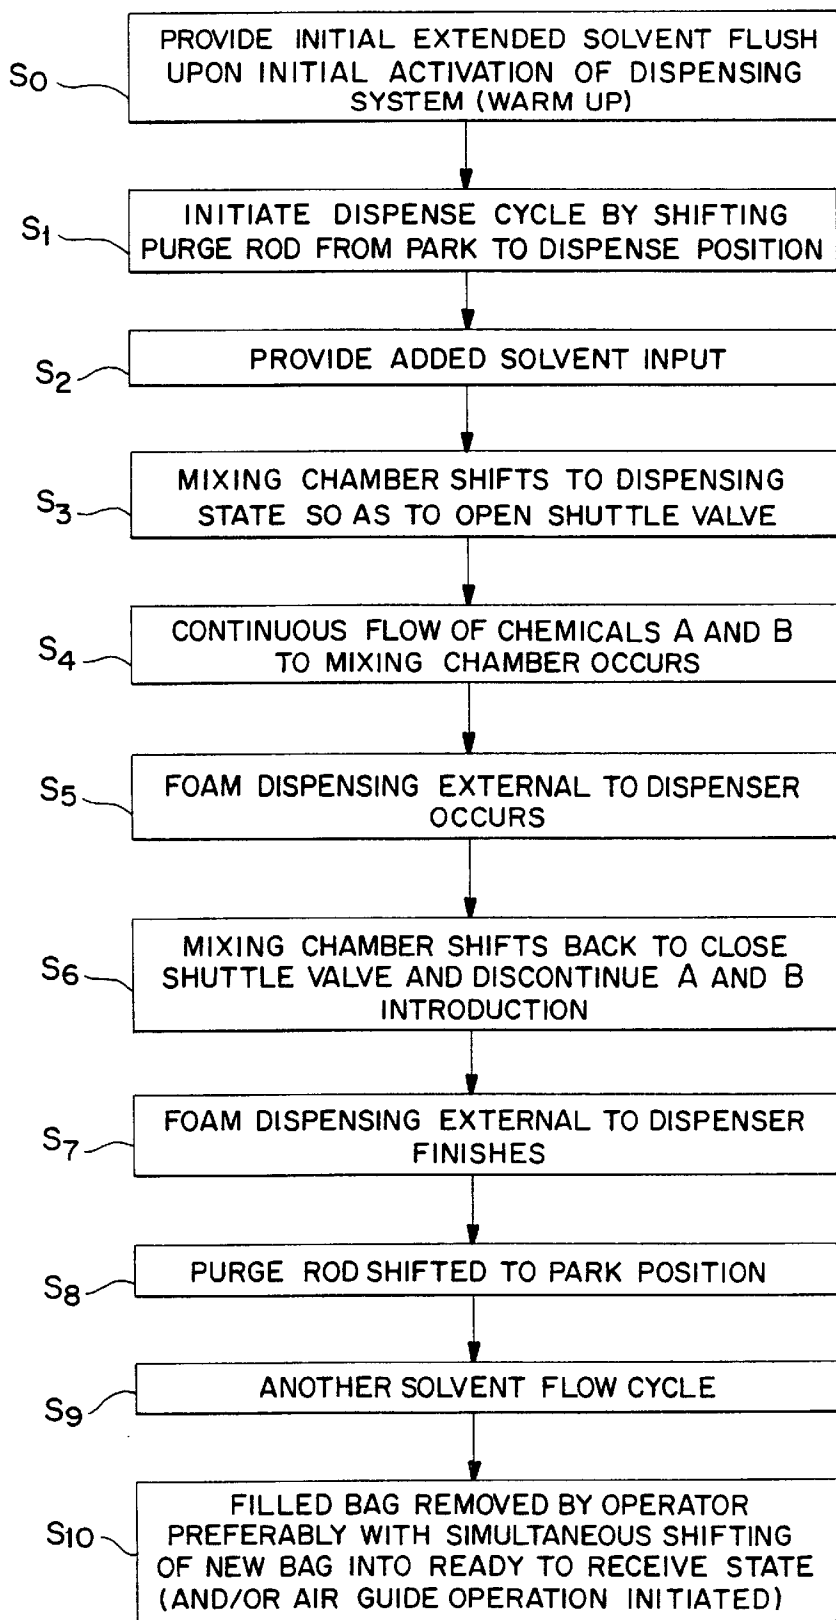 S0
PROVIDE INITIAL EXTENDED SOLVENT FLUSH
UPON INITIAL ACTIVATION OF DISPENSING
SYSTEM (WARM UP)
S1
INITIATE DISPENSE CYCLE BY SHIFTING
PURGE ROD FROM PARK TO DISPENSE POSITION
S2
PROVIDE ADDED SOLVENT INPUT
S3
MIXING CHAMBER SHIFTS TO DISPENSING
STATE SO AS TO OPEN SHUTTLE VALVE
S4
CONTINUOUS FLOW OF CHEMICALS A AND B
TO MIXING CHAMBER OCCURS
S5
FOAM DISPENSING EXTERNAL TO DISPENSER
OCCURS
S6
MIXING CHAMBER SHIFTS BACK TO CLOSE
SHUTTLE VALVE AND DISCONTINUE A AND B
INTRODUCTION
S7
FOAM DISPENSING EXTERNAL TO DISPENSER
FINISHES
S8
PURGE ROD SHIFTED TO PARK POSITION
S9
ANOTHER SOLVENT FLOW CYCLE
S10
FILLED BAG REMOVED BY OPERATOR
PREFERABLY WITH SIMULTANEOUS SHIFTING
OF NEW BAG INTO READY TO RECEIVE STATE
(AND/OR AIR GUIDE OPERATION INITIATED)